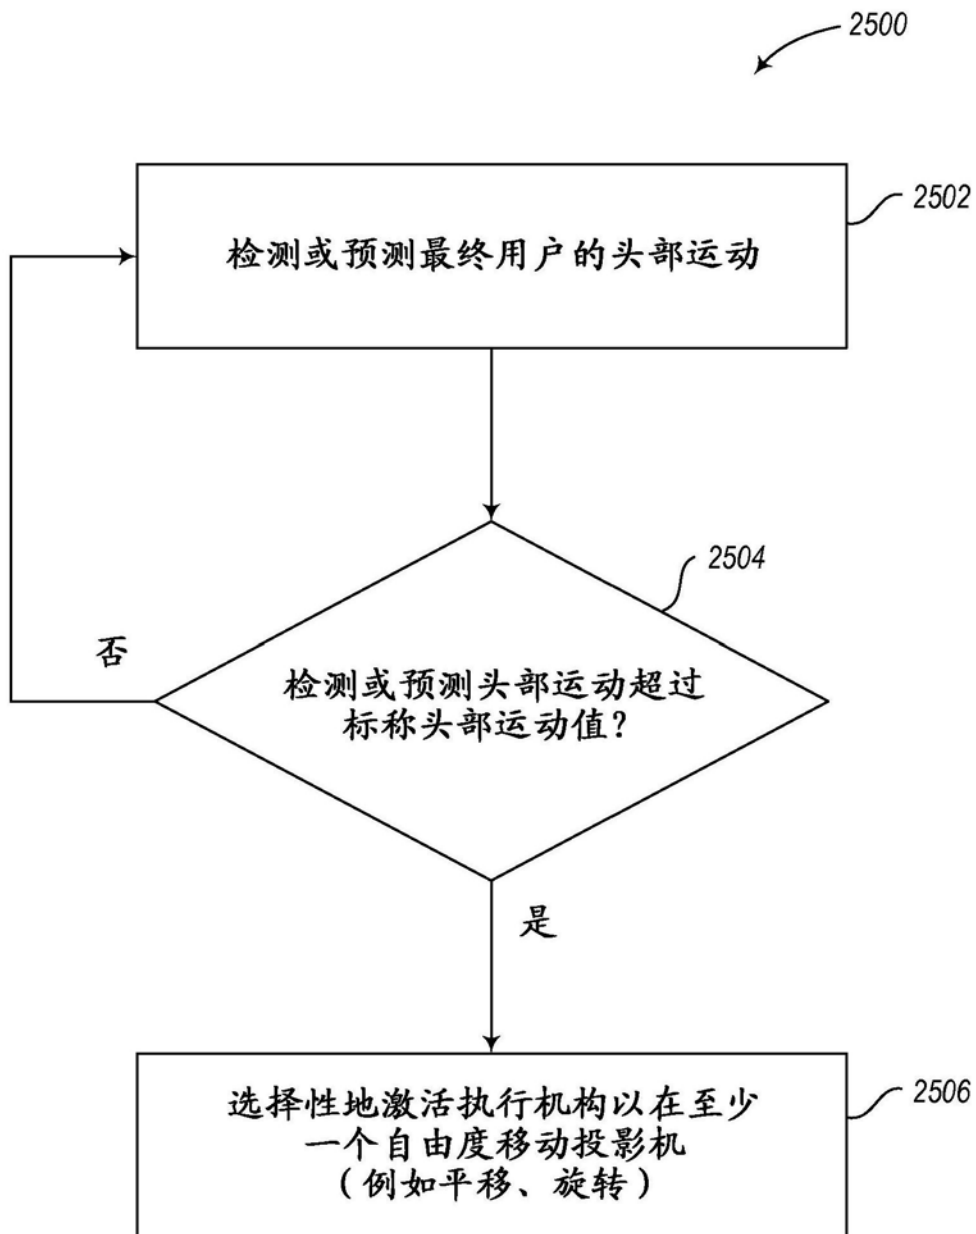 2500
2502
检测或预测最终用户的头部运动
2504
否
检测或预测头部运动超过
标称头部运动值？
是
2506
选择性地激活执行机构以在至少
一个自由度移动投影机
（例如平移、旋转）